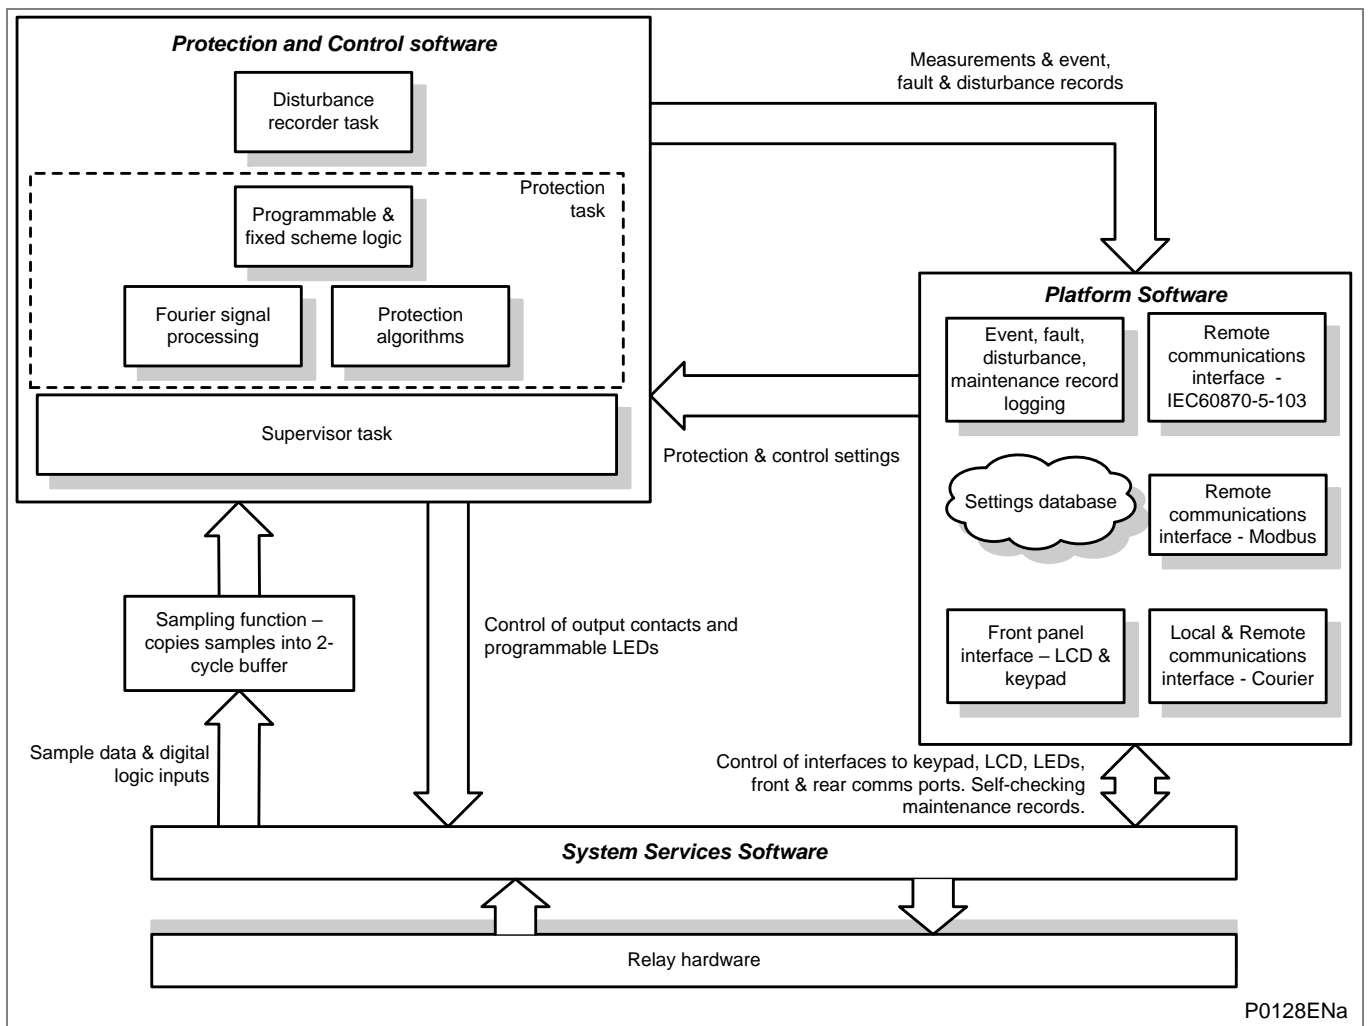 Protection and Control software
Disturbance
recorder task
Protection
task
Programmable &
fixed scheme logic
Fourier signal
processing
Protection
algorithms
Supervisor task
Measurements & event,
fault & disturbance records
Platform Software
Event, fault,
disturbance,
maintenance record
logging
Remote
communications
interface -
IEC60870-5-103
Protection & control settings
Settings database
Remote
communications
interface - Modbus
Sampling function –
copies samples into 2-
cycle buffer
Control of output contacts and
programmable LEDs
Front panel
interface – LCD &
keypad
Local & Remote
communications
interface - Courier
Sample data & digital
logic inputs
Control of interfaces to keypad, LCD, LEDs,
front & rear comms ports. Self-checking
maintenance records.
System Services Software
Relay hardware
P0128ENa